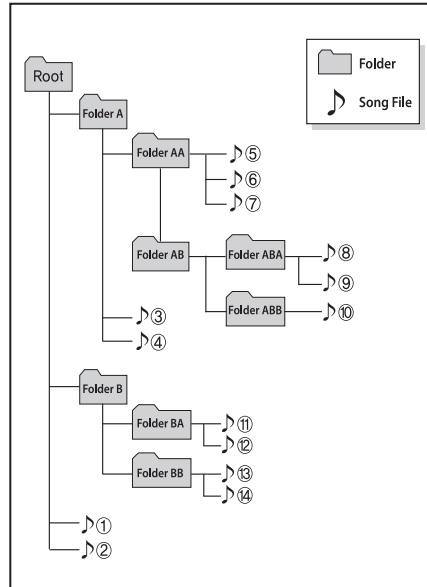 Root
Folder
Song File
Folder A
Folder AA
⑤
⑥
⑦
Folder AB
Folder ABA
⑧
⑨
Folder ABB
⑩
③
④
Folder B
Folder BA
⑪
⑫
Folder BB
⑬
⑭
①
②